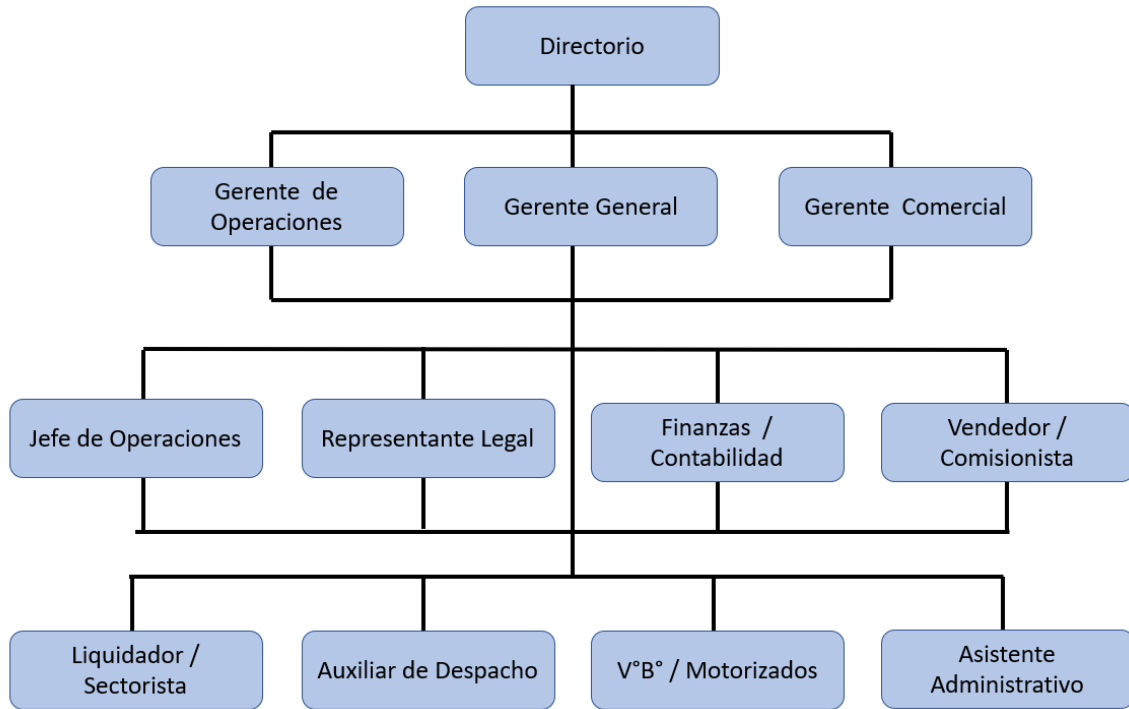 Directorio
Gerente de
Operaciones
Gerente General
Gerente Comercial
Jefe de Operaciones
Representante Legal
Finanzas /
Contabilidad
Vendedor /
Comisionista
Liquidador /
Sectorista
Auxiliar de Despacho
V°B° / Motorizados
Asistente
Administrativo